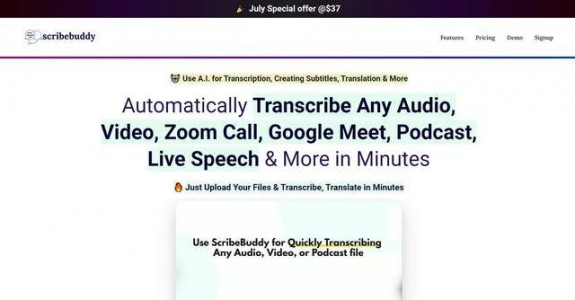 July Special offer @$37
scribebuddy
Features Pricing Demo Signup
Use A.I. for Transcription, Creating Subtitles, Translation & More
Automatically Transcribe Any Audio,
Video, Zoom Call, Google Meet, Podcast,
Live Speech & More in Minutes
Just Upload Your Files & Transcribe, Translate in Minutes
Use ScribeBuddy for Quickly Transcribing
Any Audio, Video, or Podcast file